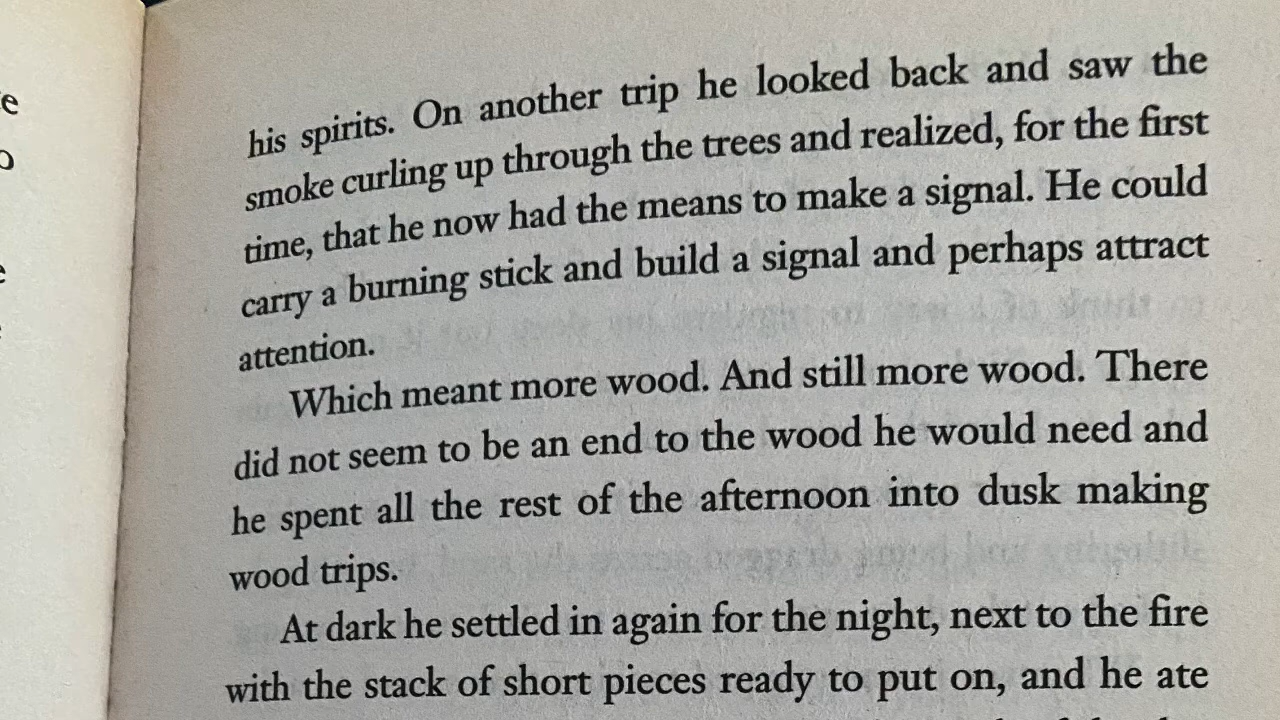 his spirits. On another trip he looked back and saw the
smoke curling up through the trees and realized, for the first
time, that he now had the means to make a signal. He could
carry a burning stick and build a signal and perhaps attract
attention.
Which meant more wood. And still more wood. There
did not seem to be an end to the wood he would need and
he spent all the rest of the afternoon into dusk making
wood trips.
At dark he settled in again for the night, next to the fire
with the stack of short pieces ready to put on, and he ate